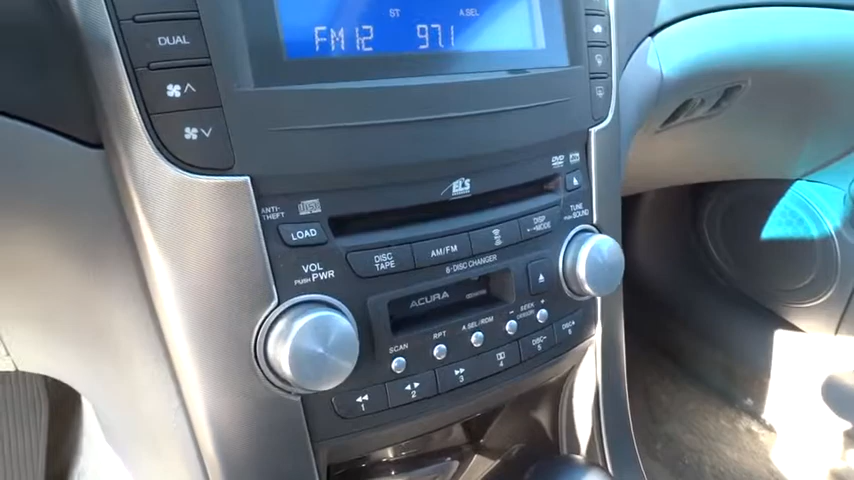 ST A.SEL
FM 12 97.1
DUAL
ELS
SURROUND
DVD
ANTI-THEFT
disc
LOAD
VOL
PUSH PWR
DISC
TAPE
AM/FM
DISP
MODE
TUNE
PUSH SOUND
6-DISC CHANGER
ACURA
SCAN
RPT
A.SEL/RDM
SEEK
1
2
3
4
5
6